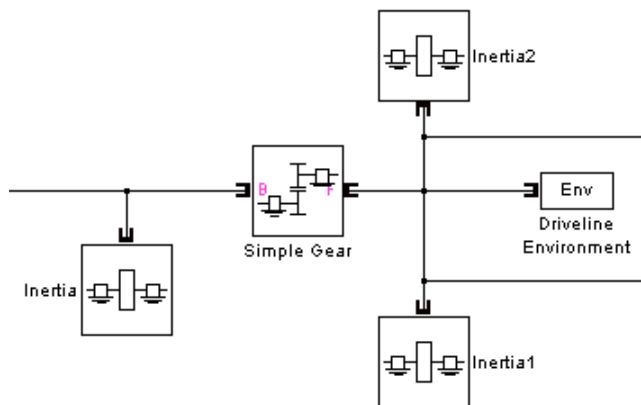 Inertia2
B
F
Env
Simple Gear
Driveline
Environment
Inertia
Inertia1